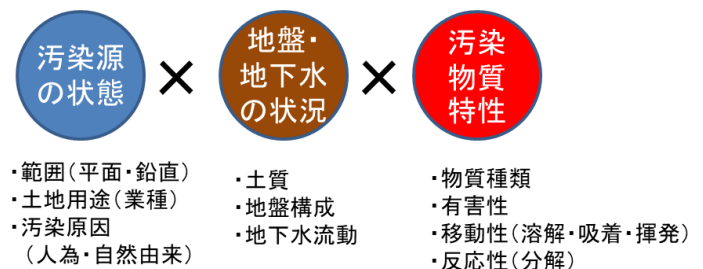 汚染源
の状態
×
地盤・
地下水
の状況
×
汚染
物質
特性
・範囲(平面・鉛直)
・土地用途(業種)
・汚染原因
(人為・自然由来)
・土質
・地盤構成
・地下水流動
・物質種類
・有害性
・移動性(溶解・吸着・揮発)
・反応性(分解)